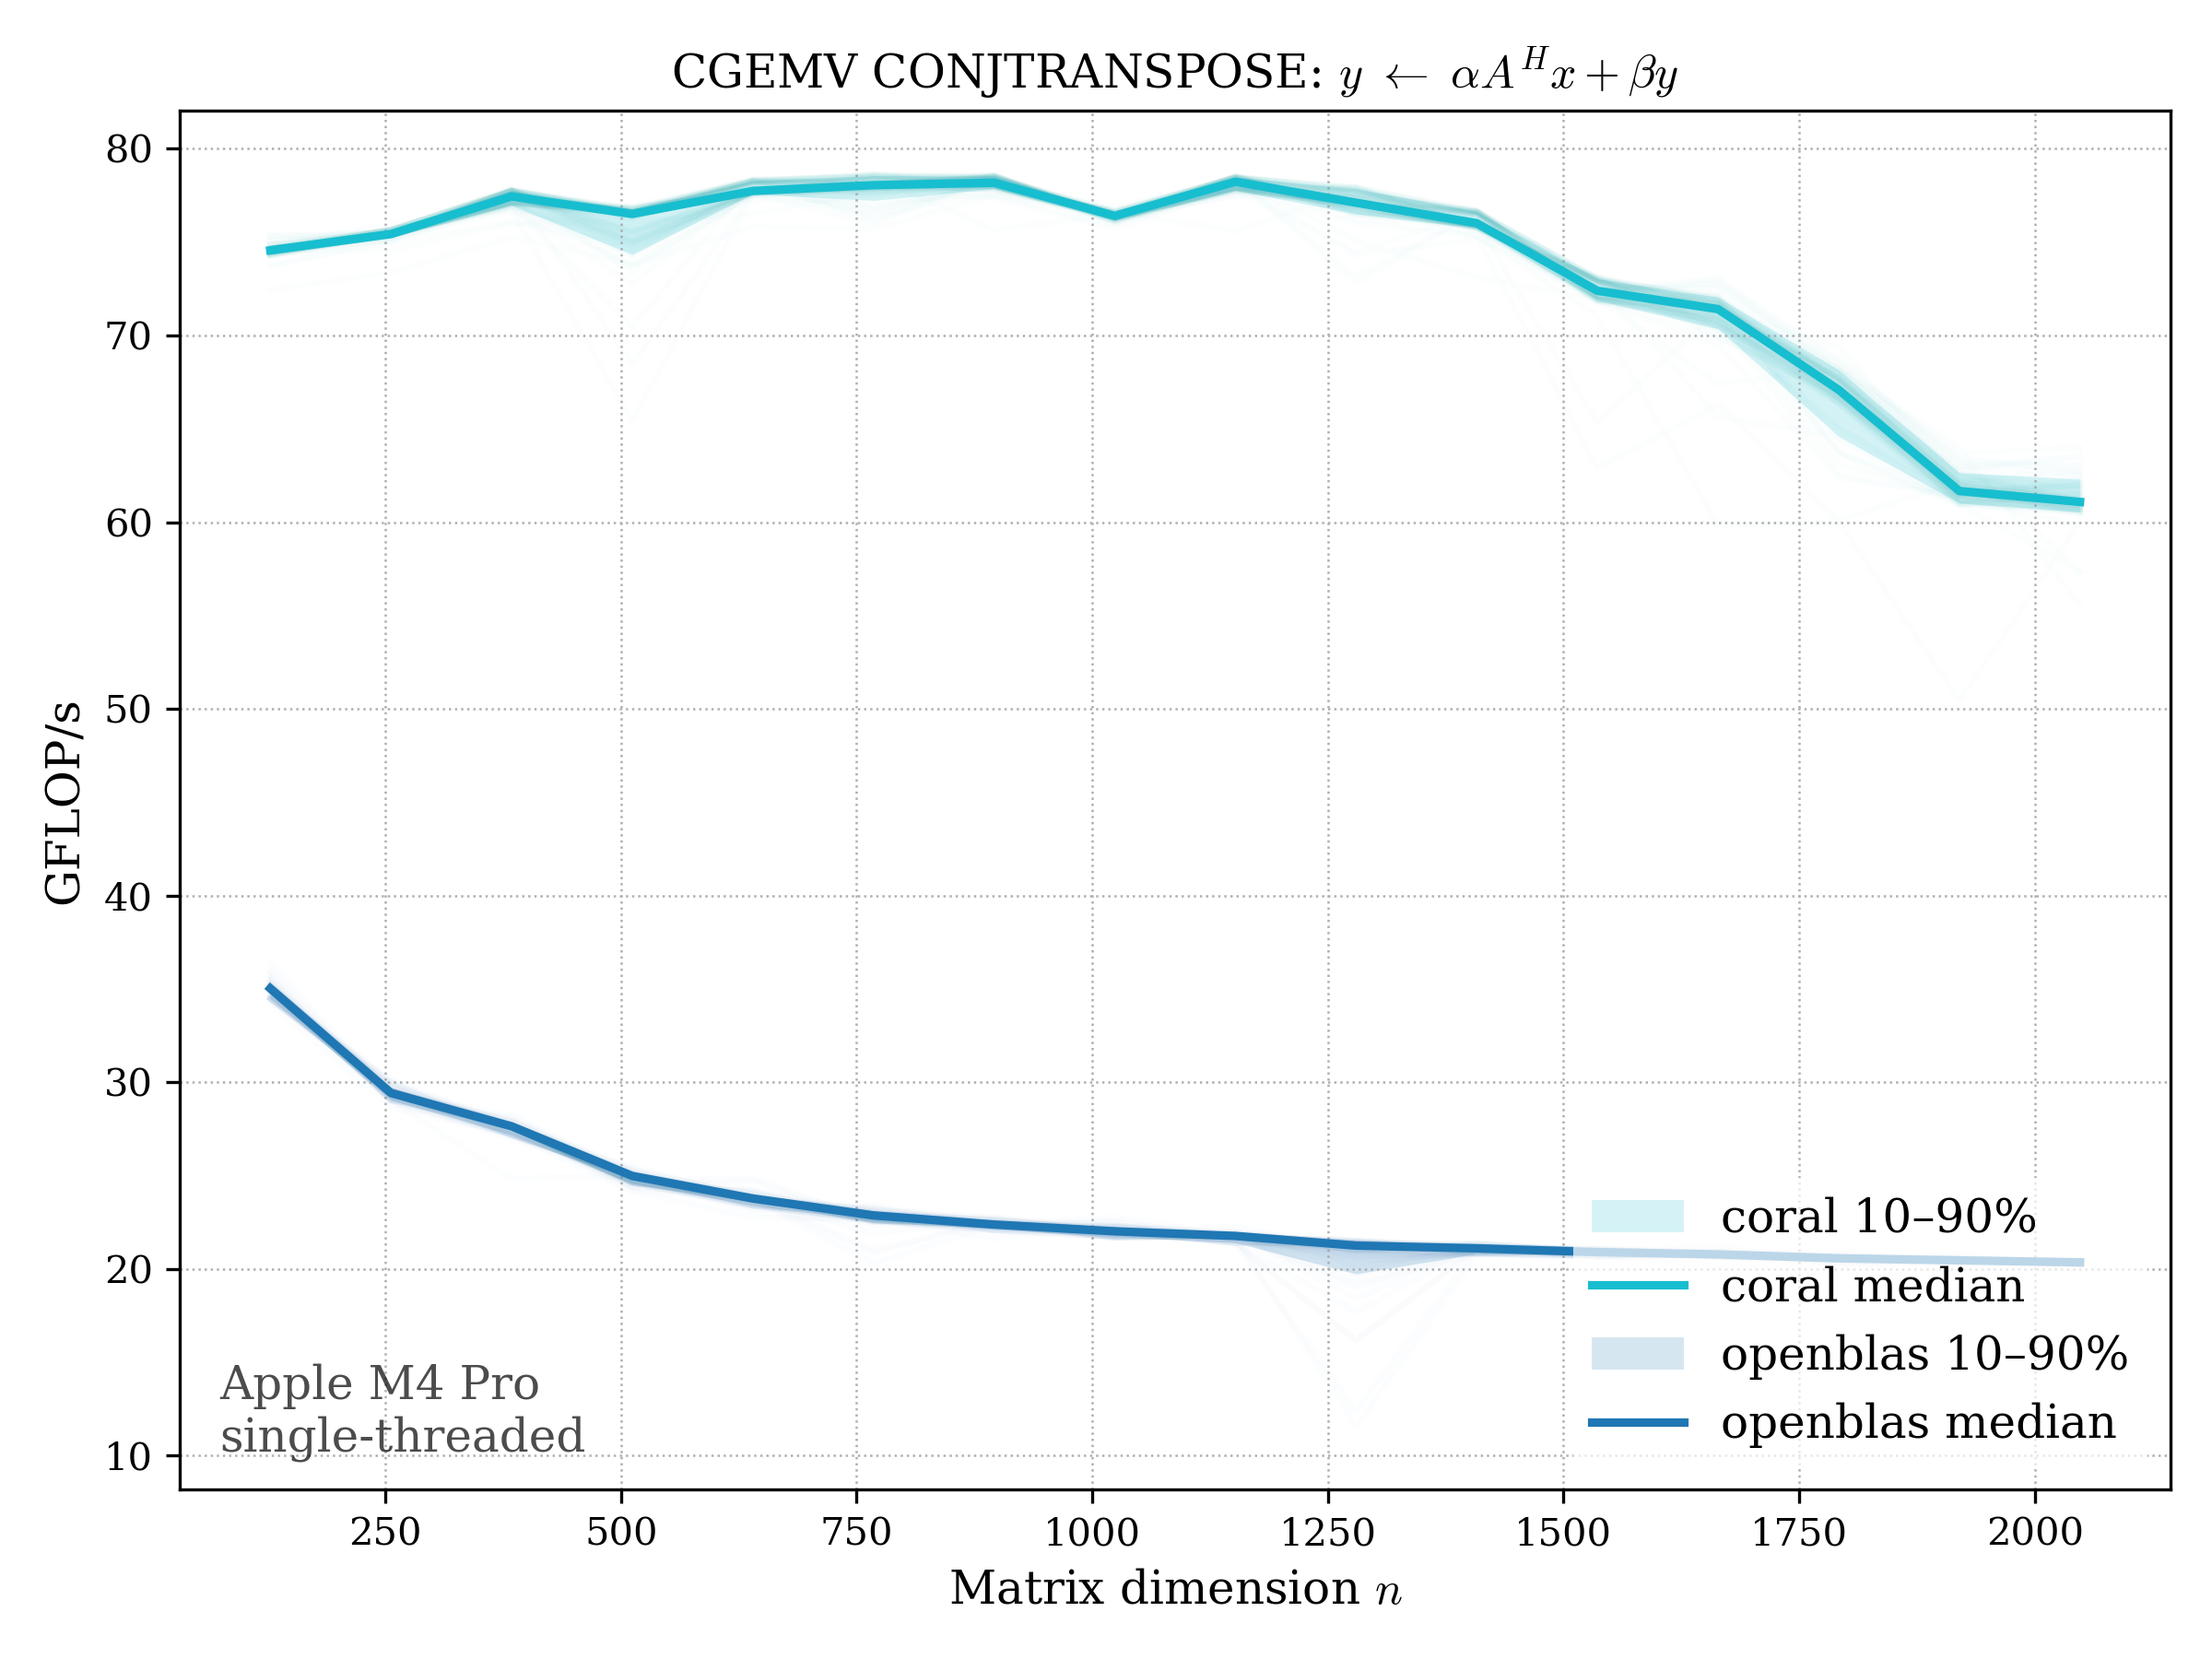 CGEMV CONJTRANSPOSE: y ← αA^H x + βy
80
70
60
50
40
30
20
10
GFLOP/s
Apple M4 Pro
single-threaded
coral 10–90%
coral median
openblas 10–90%
openblas median
250 500 750 1000 1250 1500 1750 2000
Matrix dimension n